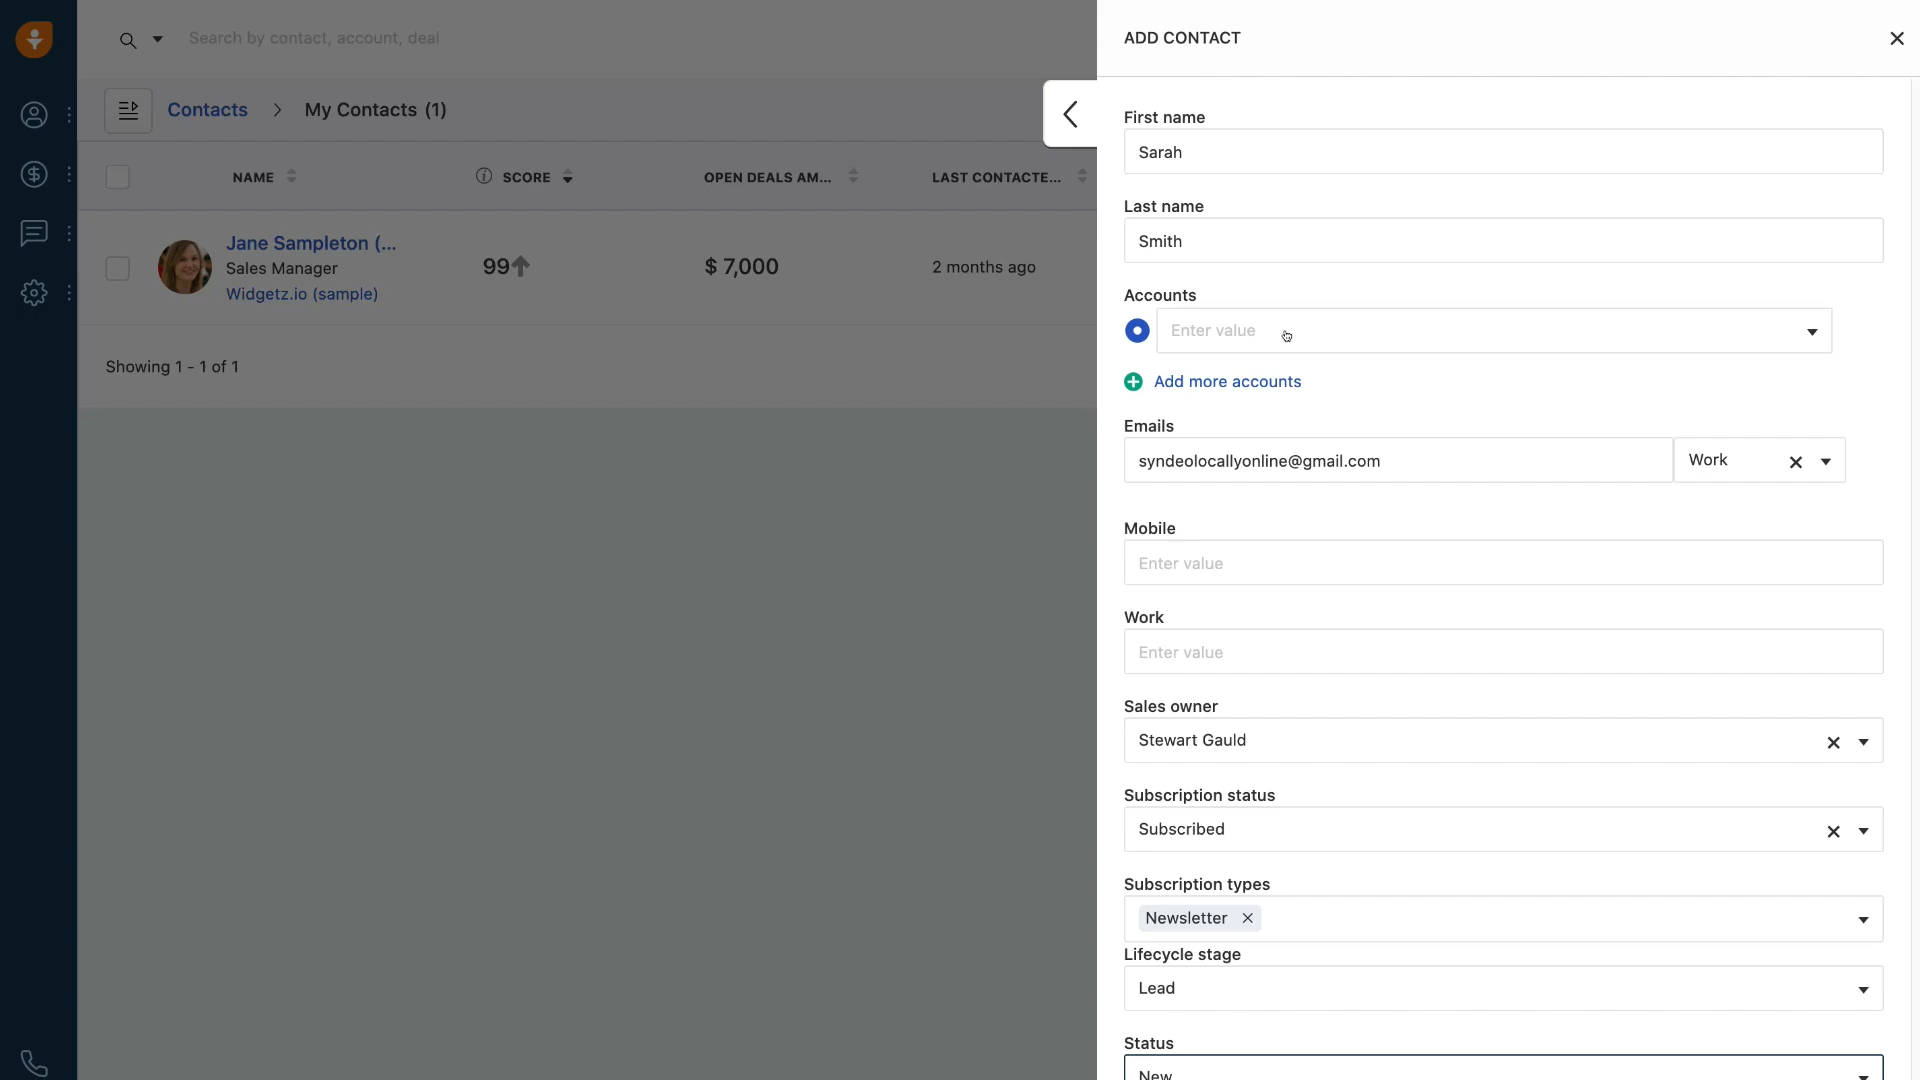 Search by contact, account, deal
Contacts > My Contacts (1)
NAME SCORE OPEN DEALS AM... LAST CONTACTE...
Jane Sampleton (...
Sales Manager
Widgetz.io (sample)
99
$ 7,000
2 months ago
Showing 1 - 1 of 1
ADD CONTACT
First name
Sarah
Last name
Smith
Accounts
Enter value
Add more accounts
Emails
syndeolocallyonline@gmail.com Work
Mobile
Enter value
Work
Enter value
Sales owner
Stewart Gauld
Subscription status
Subscribed
Subscription types
Newsletter
Lifecycle stage
Lead
Status
New